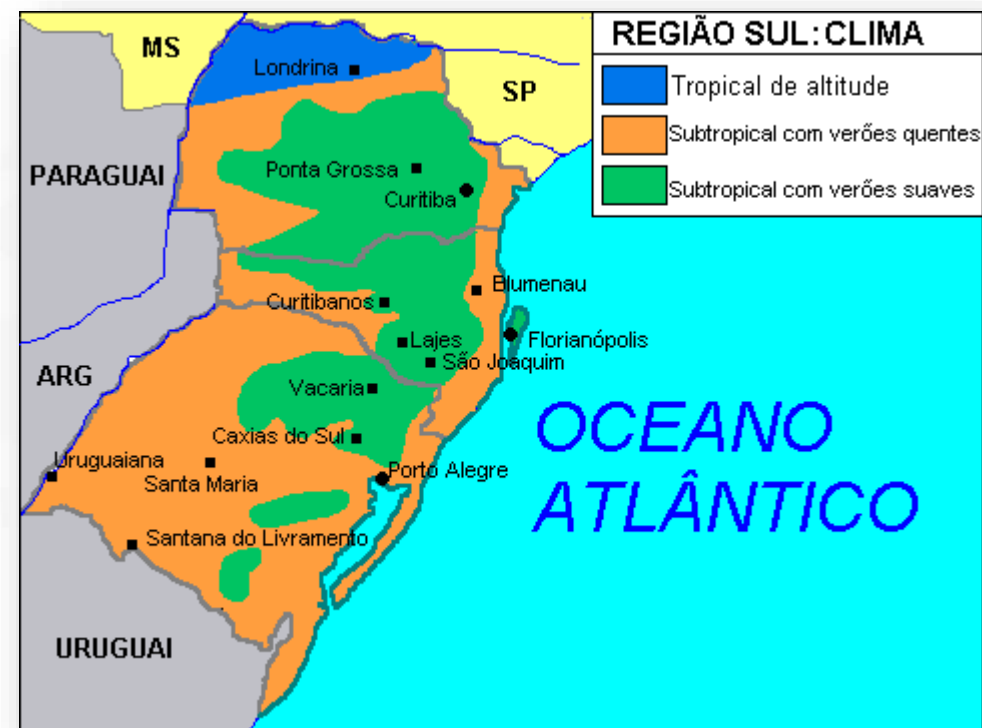 REGIÃO SUL: CLIMA
Tropical de altitude
Subtropical com verões quentes
Subtropical com verões suaves
MS
SP
Londrina
PARAGUAI
Ponta Grossa
Curitiba
Blumenau
Curitibanos
Lajes
Florianópolis
São Joaquim
ARG
Vacaria
Caxias do Sul
Uruguaiana
Santa Maria
Porto Alegre
Santana do Livramento
OCEANO
ATLÂNTICO
URUGUAI